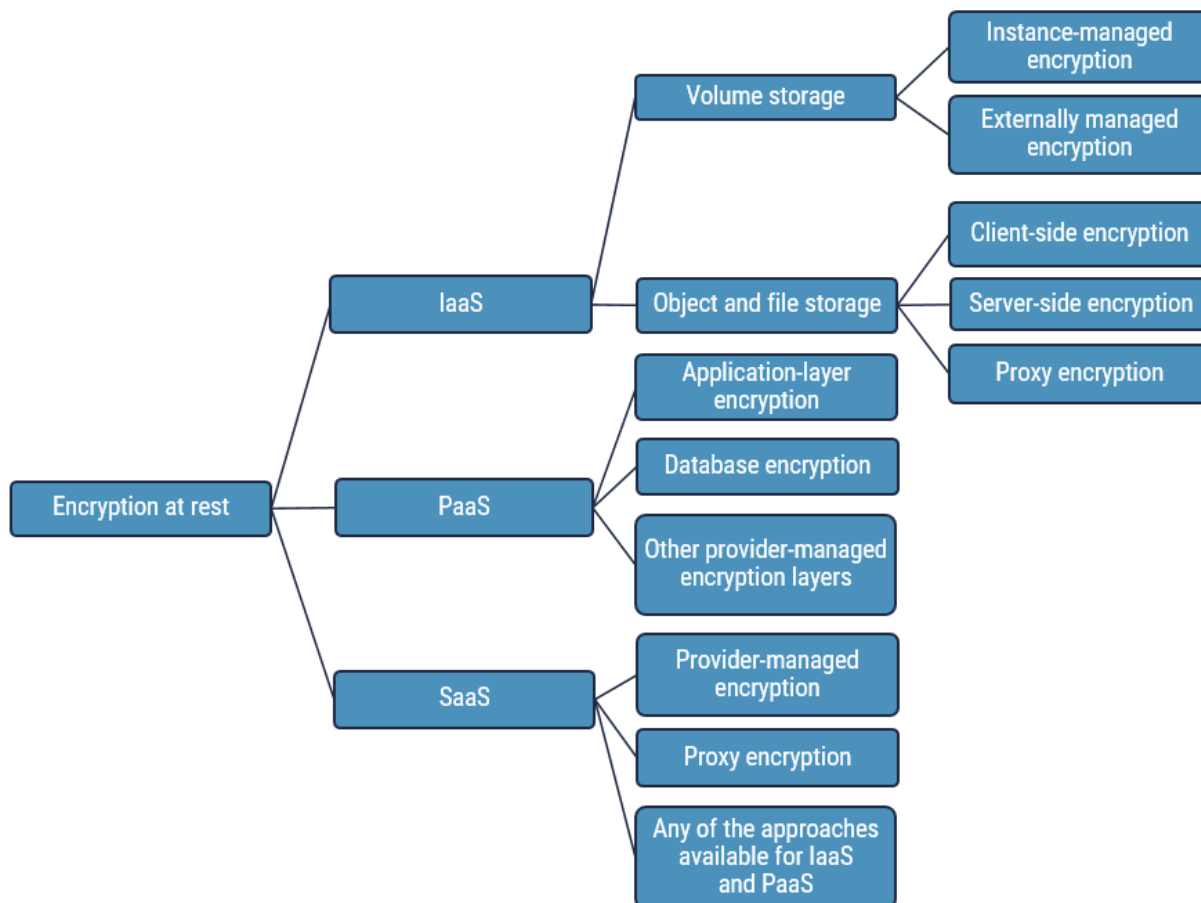 Instance-managed
encryption
Volume storage
Externally managed
encryption
Client-side encryption
IaaS
Object and file storage
Server-side encryption
Proxy encryption
Application-layer
encryption
Database encryption
Encryption at rest
PaaS
Other provider-managed
encryption layers
Provider-managed
encryption
SaaS
Proxy encryption
Any of the approaches
available for IaaS
and PaaS